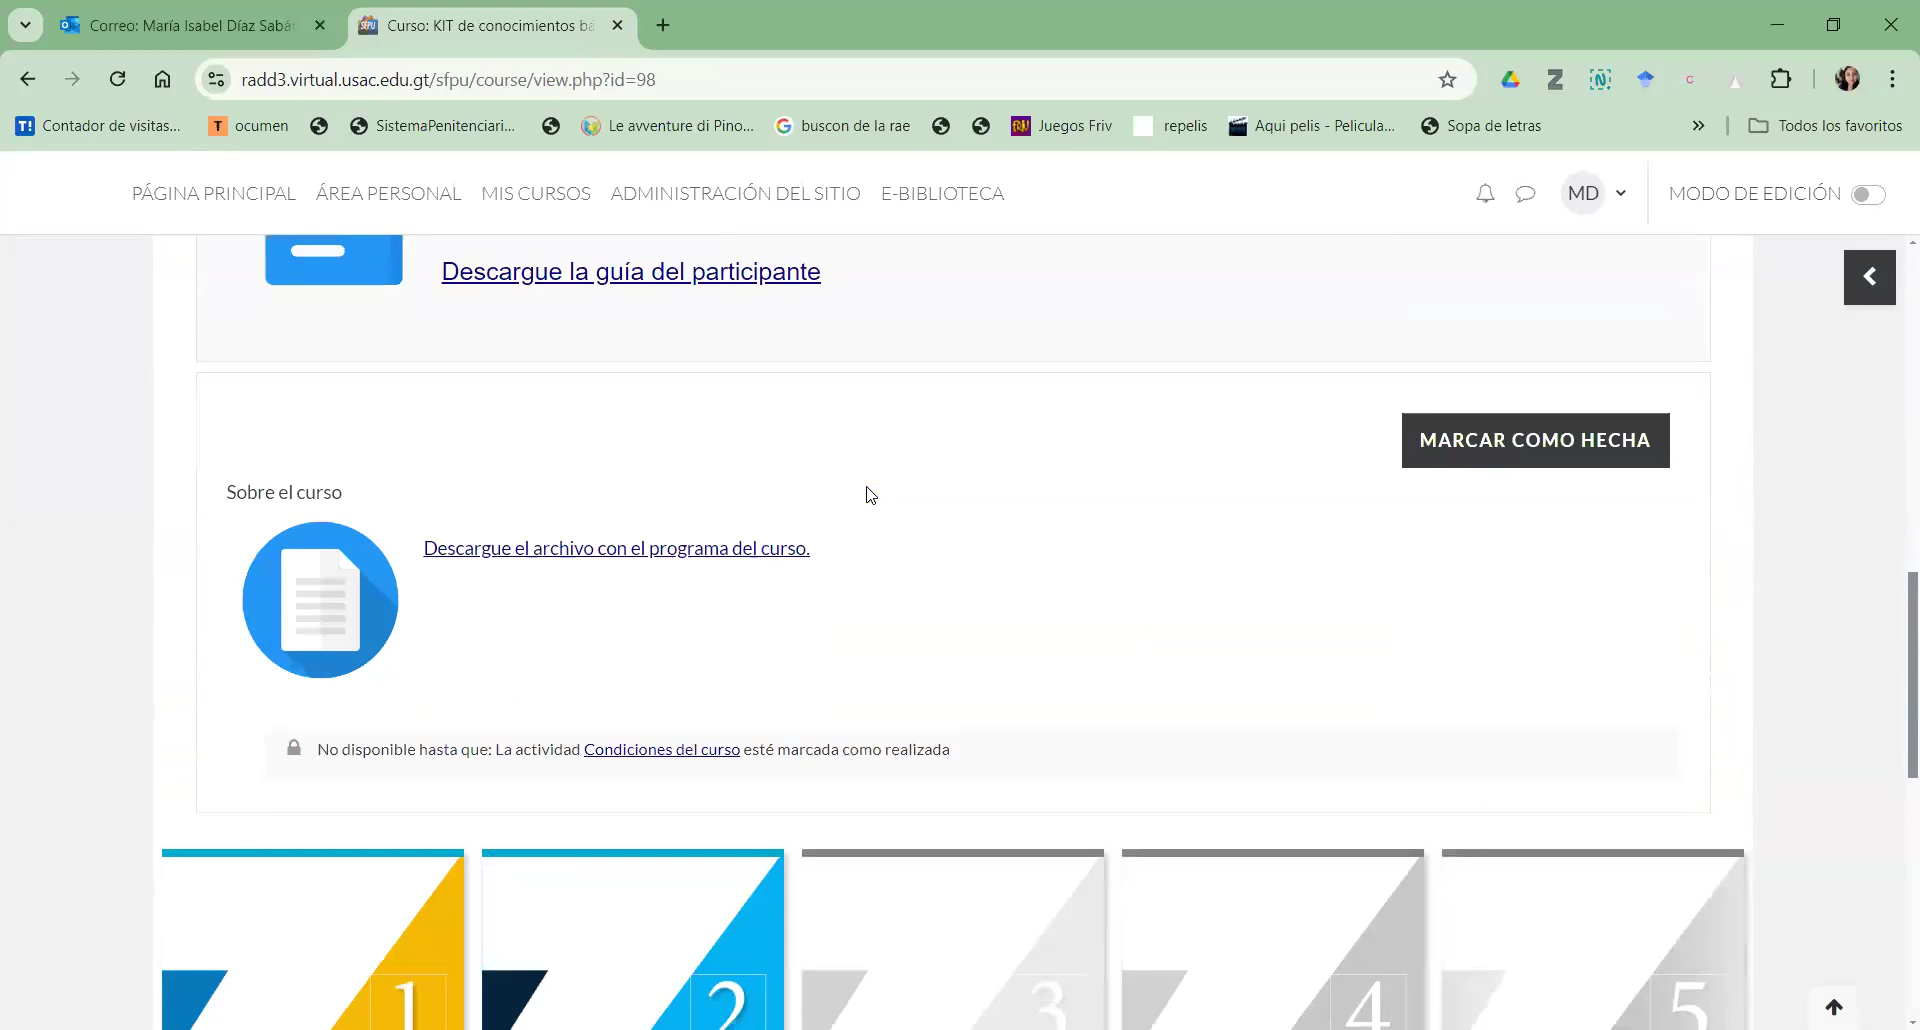 Correo: María Isabel Díaz Sabá
Curso: KIT de conocimientos ba
radd3.virtual.usac.edu.gt/sfpu/course/view.php?id=98
Contador de visitas...
ocumen
SistemaPenitenciari...
Le avventure di Pino...
buscon de la rae
Juegos Friv
repelis
Aqui pelis - Pelicula...
Sopa de letras
Todos los favoritos
PÁGINA PRINCIPAL
ÁREA PERSONAL
MIS CURSOS
ADMINISTRACIÓN DEL SITIO
E-BIBLIOTECA
MD
MODO DE EDICIÓN
Descargue la guía del participante
MARCAR COMO HECHA
Sobre el curso
Descargue el archivo con el programa del curso.
No disponible hasta que: La actividad Condiciones del curso esté marcada como realizada
1
2
3
4
5